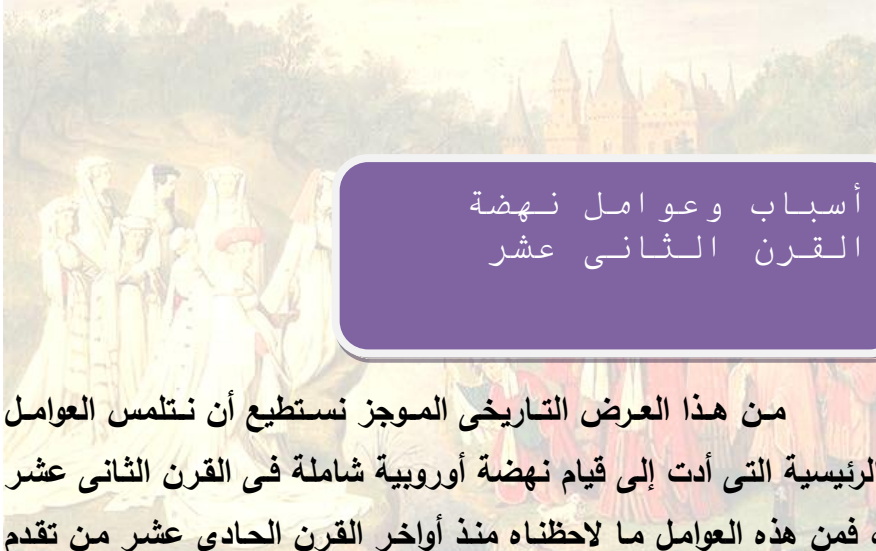 أسباب وعوامل نهضة
القرن الثانى عشر
من هذا العرض التاريخى الموجز نستطيع أن نتلمس العوامل
الرئيسية التى أدت إلى قيام نهضة أوروبية شاملة فى القرن الثانى عشر
، فمن هذه العوامل ما لاحظناه منذ أواخر القرن الحادى عشر من تقدم